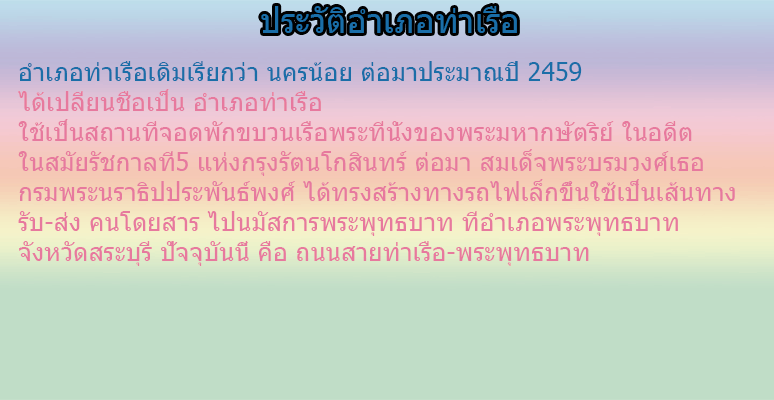 ประวัติอำเภอท่าเรือ
อำเภอท่าเรือเดิมเรียกว่า นครน้อย ต่อมาประมาณปี 2459
ได้เปลี่ยนชื่อเป็น อำเภอท่าเรือ
ใช้เป็นสถานที่จอดพักขบวนเรือพระที่นั่งของพระมหากษัตริย์ ในอดีต
ในสมัยรัชกาลที่5 แห่งกรุงรัตนโกสินทร์ ต่อมา สมเด็จพระบรมวงศ์เธอ
กรมพระนราธิปประพันธ์พงศ์ ได้ทรงสร้างทางรถไฟเล็กขึ้นใช้เป็นเส้นทาง
รับ-ส่ง คนโดยสาร ไปนมัสการพระพุทธบาท ที่อำเภอพระพุทธบาท
จังหวัดสระบุรี ปัจจุบันนี้ คือ ถนนสายท่าเรือ-พระพุทธบาท